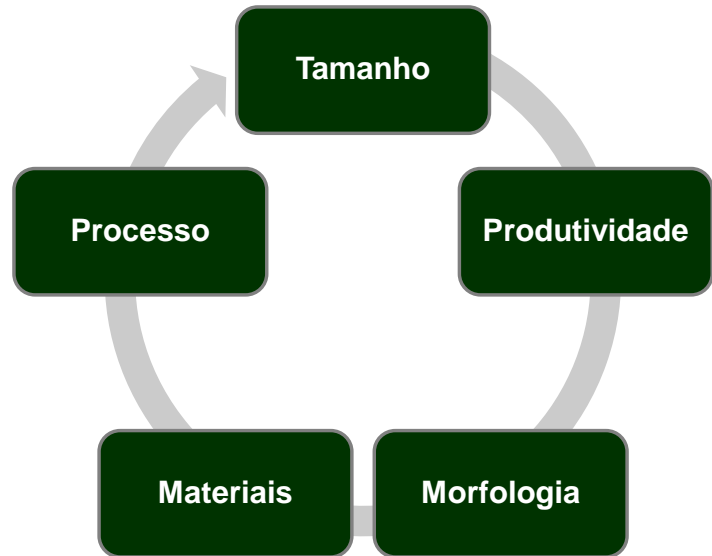 Tamanho
Produtividade
Morfologia
Materiais
Processo